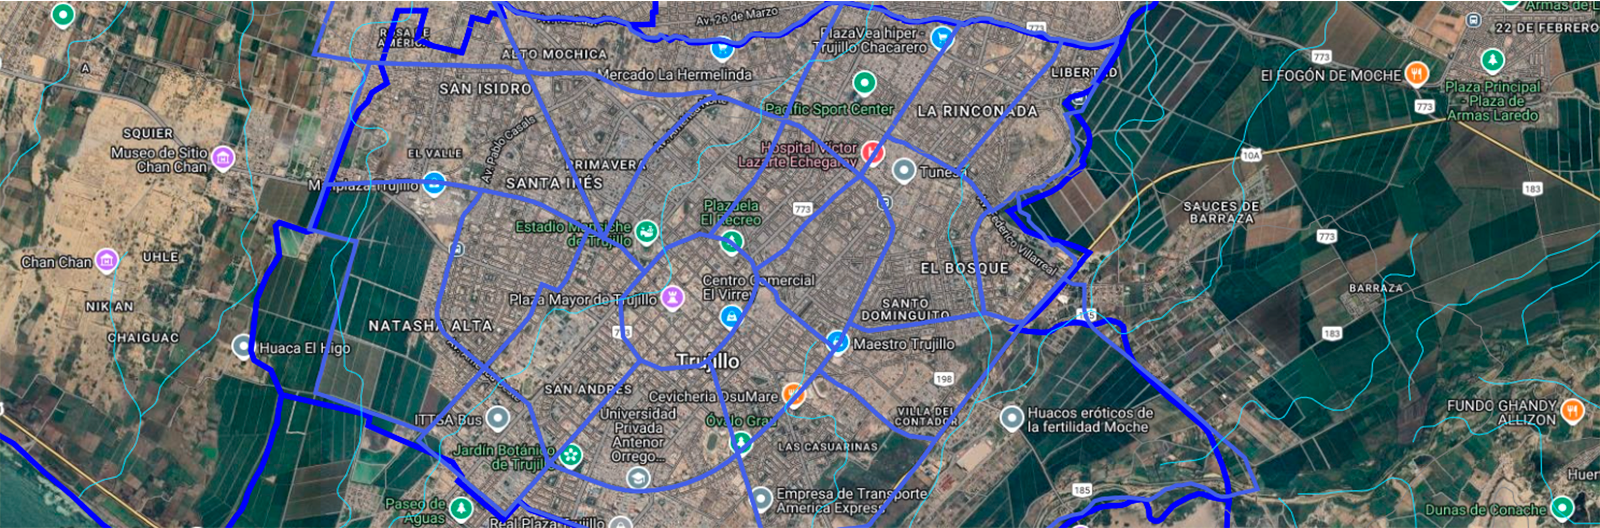 Av. 26 de Marzo
PlazaVea hiper -
Trujillo Chacarero
773
Armas de L
22 DE FEBRERO
ROSA DE
AMÉRICA
ALTO MOCHICA
Mercado La Hermelinda
LIBERTAD
773
El FOGÓN DE MOCHE
A
SAN ISIDRO
Plaza Principal
- Plaza de
Armas Laredo
773
Pacific Sport Center
LA RINCONADA
SQUIER
Museo de Sitio
Chan Chan
Av. Pablo Casals
EL VALLE
PRIMAVERA
Hospital Víctor
Lazarte Echegaray
10A
Tunesa
SANTA INÉS
183
Plazuela
El Recreo
773
SAUCES DE
BARRAZA
Estadio Mansiche
de Trujillo
Av. Federico Villarreal
773
UHLE
Chan Chan
EL BOSQUE
Centro Comercial
El Virrey
BARRAZA
Plaza Mayor de Trujillo
NIK AN
SANTO
DOMINGUITO
NATASHA ALTA
CHAIGUAC
183
Huaca El Higo
Maestro Trujillo
Trujillo
198
SAN ANDRES
Cevichería OsuMare
ITTSA Bus
Universidad
Privada
Antenor
Orrego...
Óvalo Grau
VILLA DEL
CONTADOR
Huacos eróticos de
la fertilidad Moche
FUNDO GHANDY
ALLIZON
LAS CASUARINAS
Jardín Botánico
de Trujillo
185
Paseo de
Aguas
Empresa de Transporte
America Express
Dunas de Conache
Real Plaza Trujillo